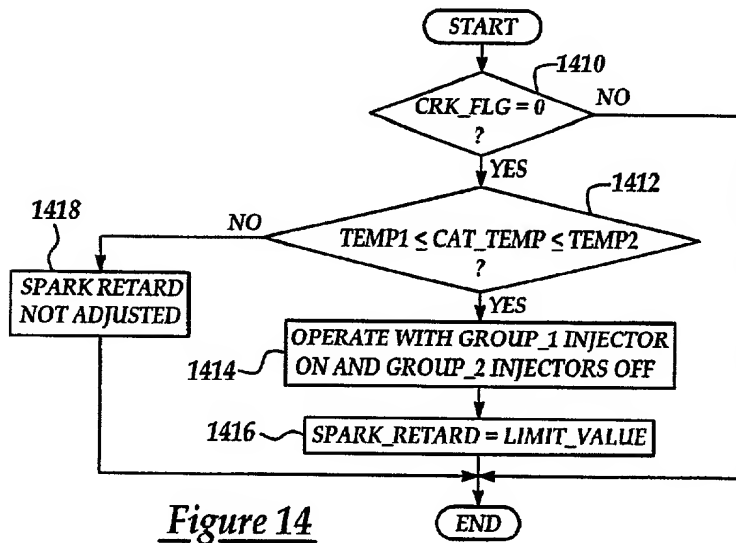 START
1410
CRK_FLG = 0
?
NO
YES
1412
TEMP1 ≤ CAT_TEMP ≤ TEMP2
?
NO
1418
SPARK RETARD
NOT ADJUSTED
YES
OPERATE WITH GROUP_1 INJECTOR
ON AND GROUP_2 INJECTORS OFF
1414
1416
SPARK_RETARD = LIMIT_VALUE
END
Figure 14